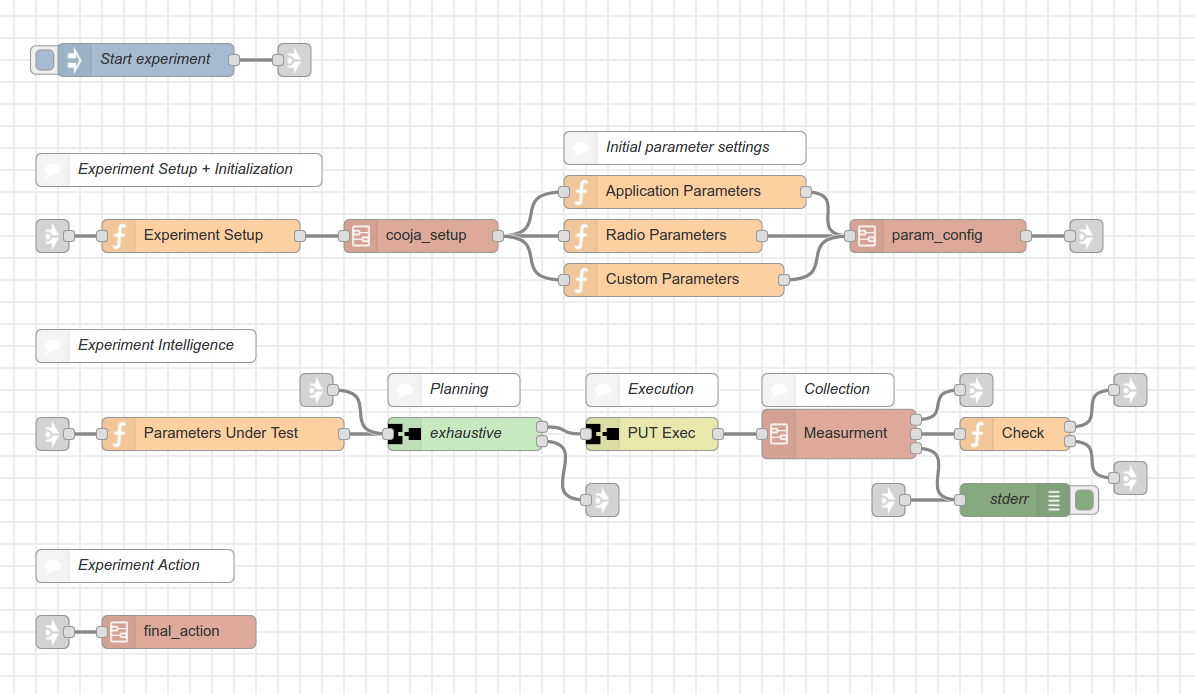 Start experiment
Initial parameter settings
Experiment Setup + Initialization
Application Parameters
Experiment Setup
cooja_setup
Radio Parameters
param_config
Custom Parameters
Experiment Intelligence
Planning
Execution
Collection
Parameters Under Test
exhaustive
PUT Exec
Measurment
Check
stderr
Experiment Action
final_action